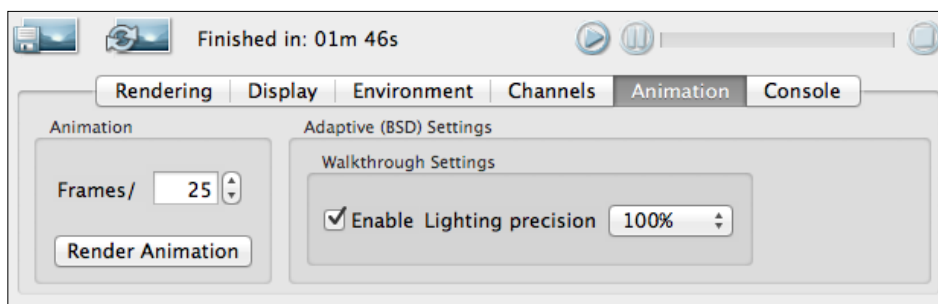 Finished in: 01m 46s
Rendering Display Environment Channels Animation Console
Animation
Frames/ 25
Render Animation
Adaptive (BSD) Settings
Walkthrough Settings
Enable Lighting precision 100%